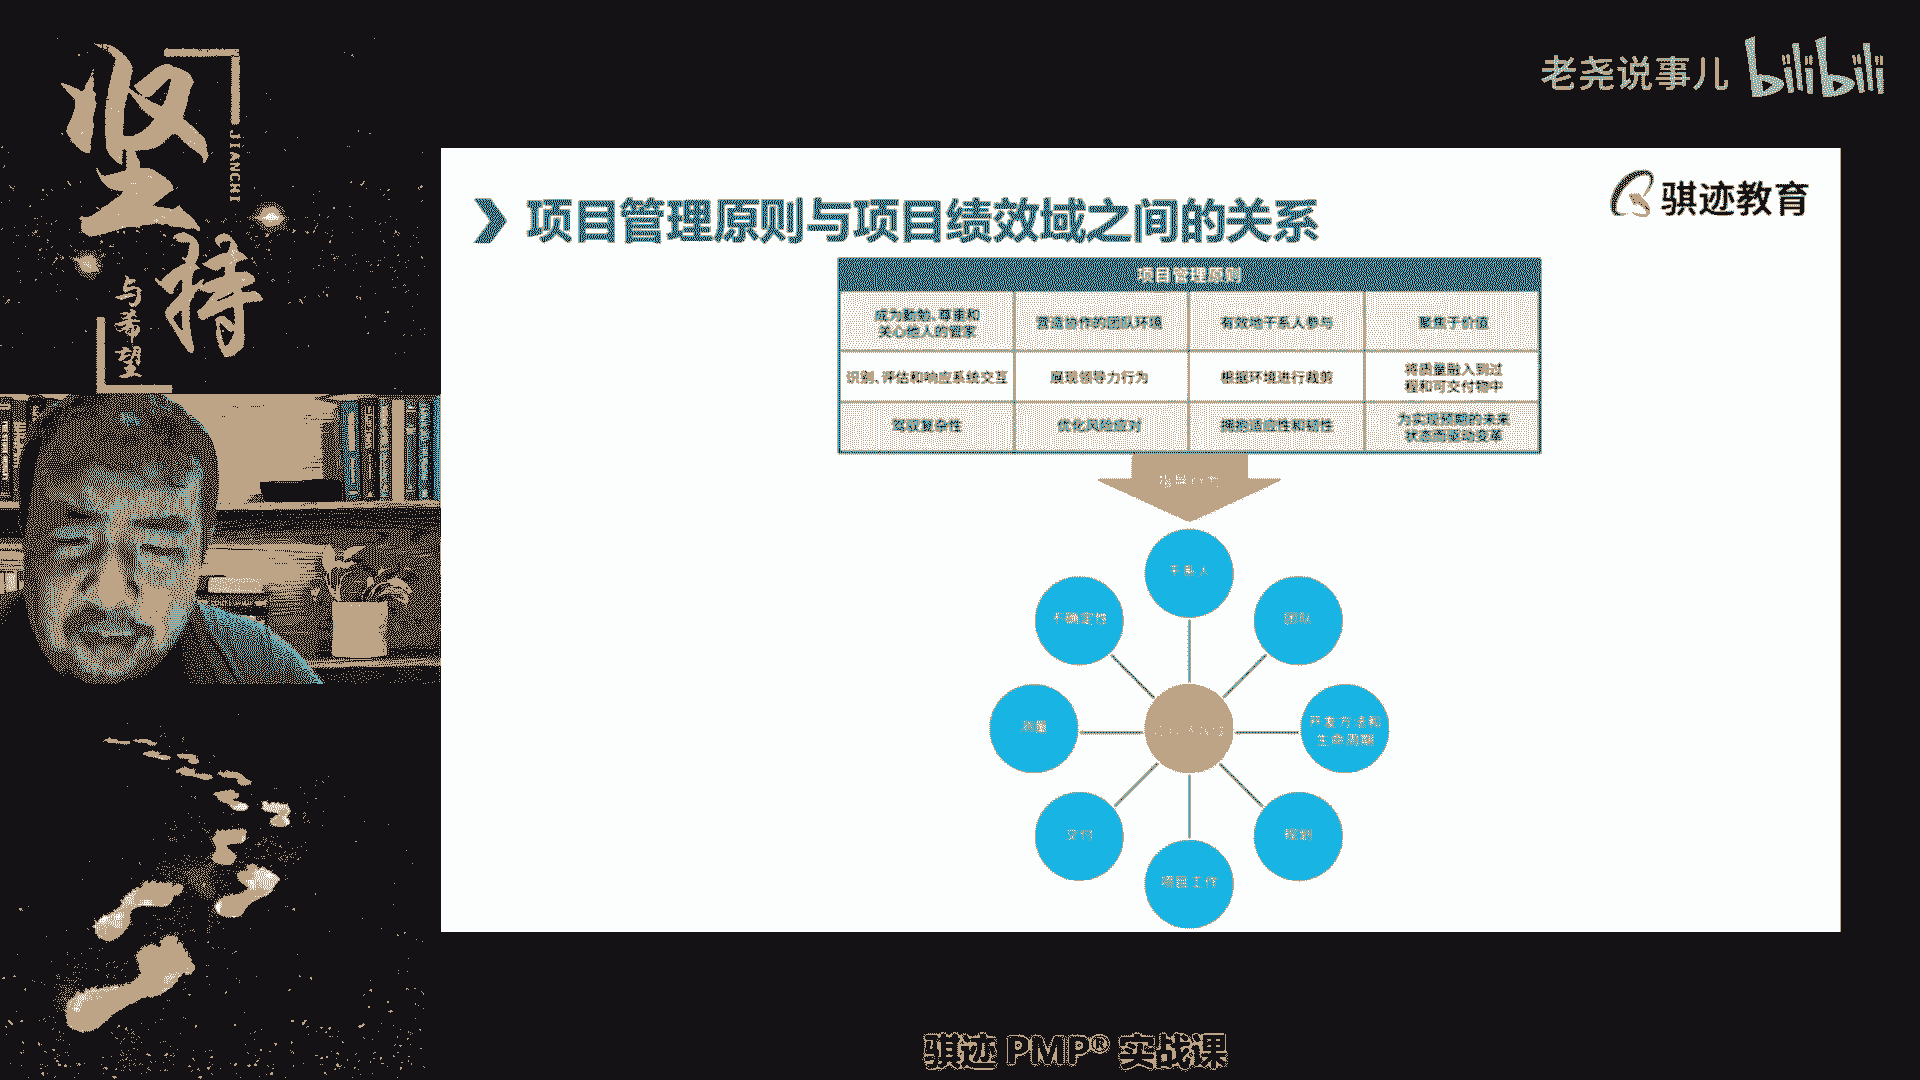 坚持
JIANCHI
与希望
老尧说事儿 bilibili
骐迹教育
项目管理原则与项目绩效域之间的关系
项目管理原则
成为勤勉、尊重和
关心他人的管家
营造协作的团队环境
有效地干系人参与
聚焦于价值
识别、评估和响应系统交互
展现领导力行为
根据环境进行裁剪
将质量融入到过
程和可交付物中
驾驭复杂性
优化风险应对
拥抱适应性和韧性
为实现预期的未来
状态而驱动变革
指导行为
干系人
不确定性
团队
测量
开发方法和
生命周期
交付
规划
项目工作
骐迹 PMP® 实战课